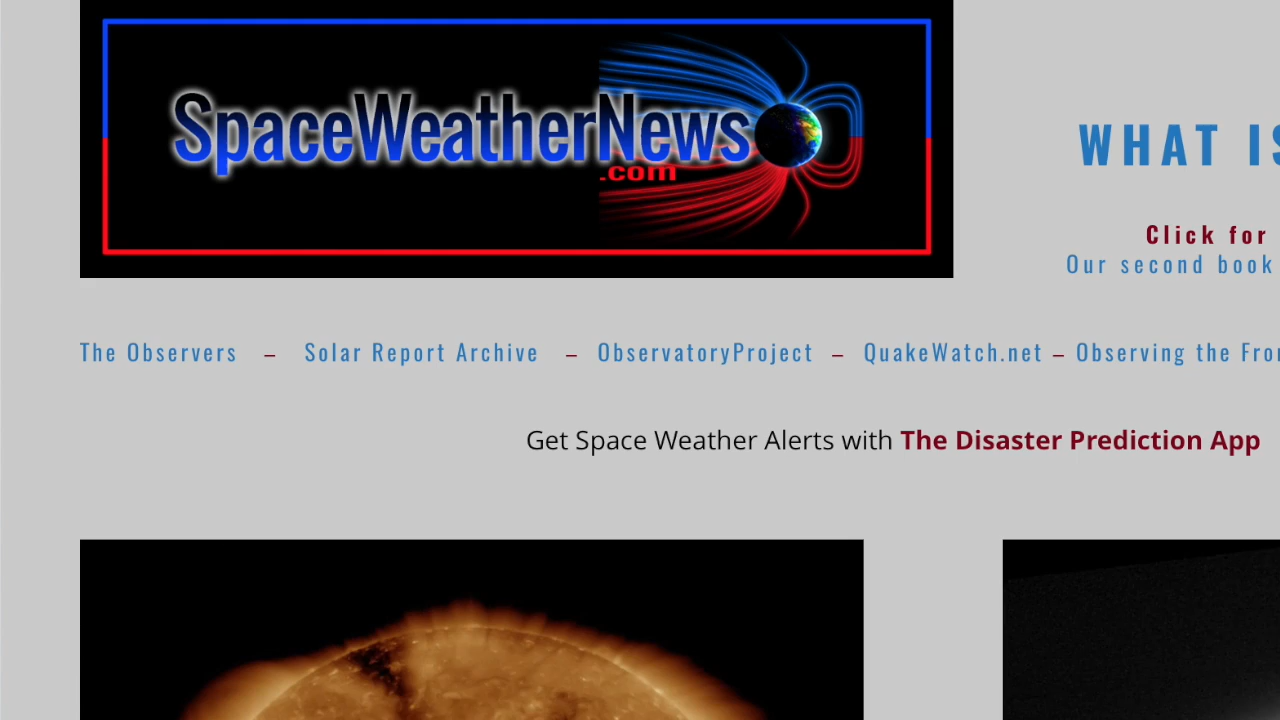 SpaceWeatherNews
.com
WHAT IS
Click for
Our second book
The Observers – Solar Report Archive – ObservatoryProject – QuakeWatch.net – Observing the
Get Space Weather Alerts with The Disaster Prediction App